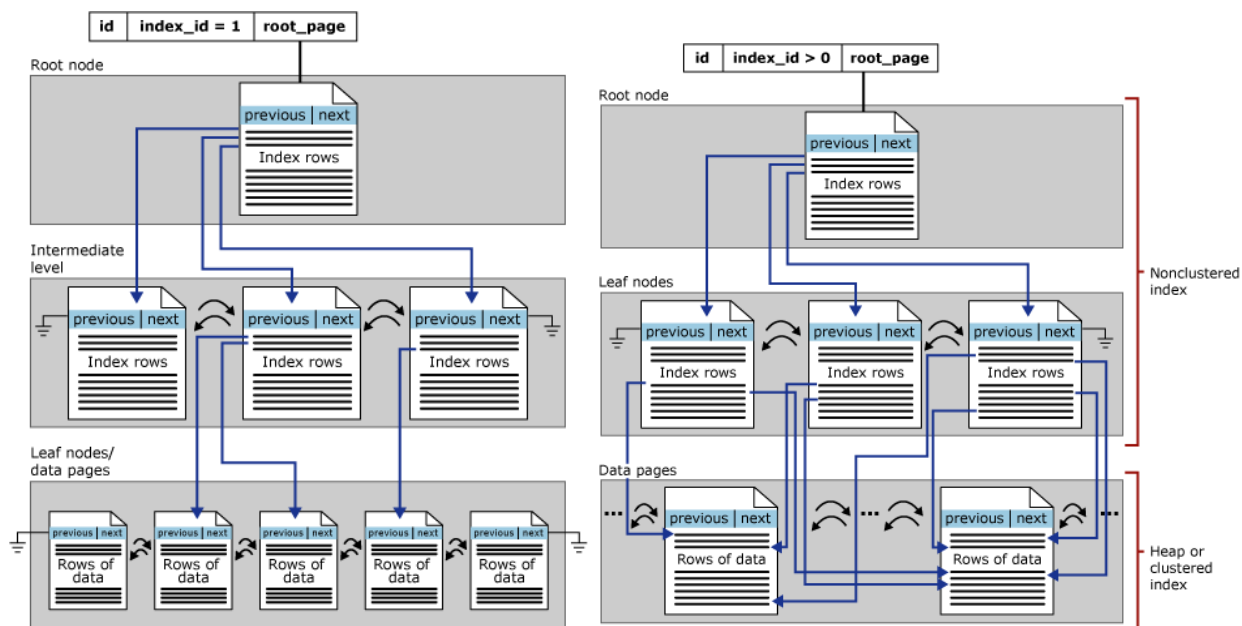 id index_id = 1 root_page
Root node
previous next
Index rows
Intermediate
level
previous next previous next previous next
Index rows Index rows Index rows
Leaf nodes/
data pages
previous next previous next previous next previous next previous next
Rows of Rows of Rows of Rows of Rows of
data data data data data
id index_id > 0 root_page
Root node
previous next
Index rows
Leaf nodes
previous next previous next previous next
Index rows Index rows Index rows
Nonclustered
index
Data pages
... ... ...
previous next previous next
Rows of data Rows of data
Heap or
clustered
index